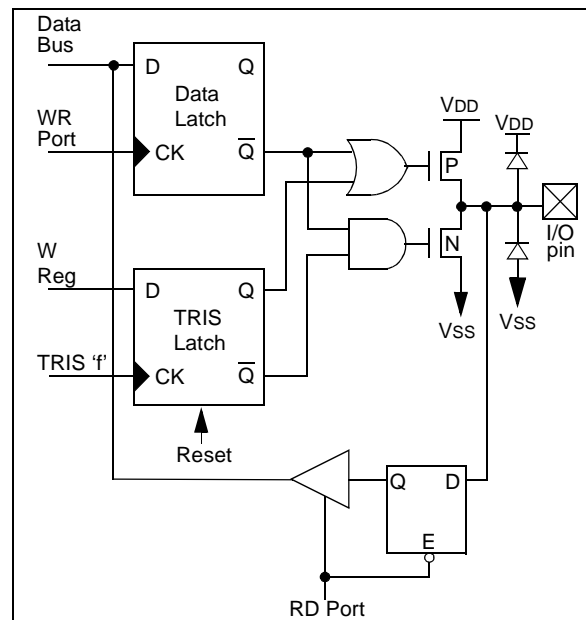 Data
Bus
D
Q
Data
Latch
WR
Port
CK
Q
VDD
P
VDD
I/O
pin
N
W
Reg
D
Q
TRIS
Latch
VSS
VSS
TRIS 'f'
CK
Q
Reset
Q
D
E
RD Port